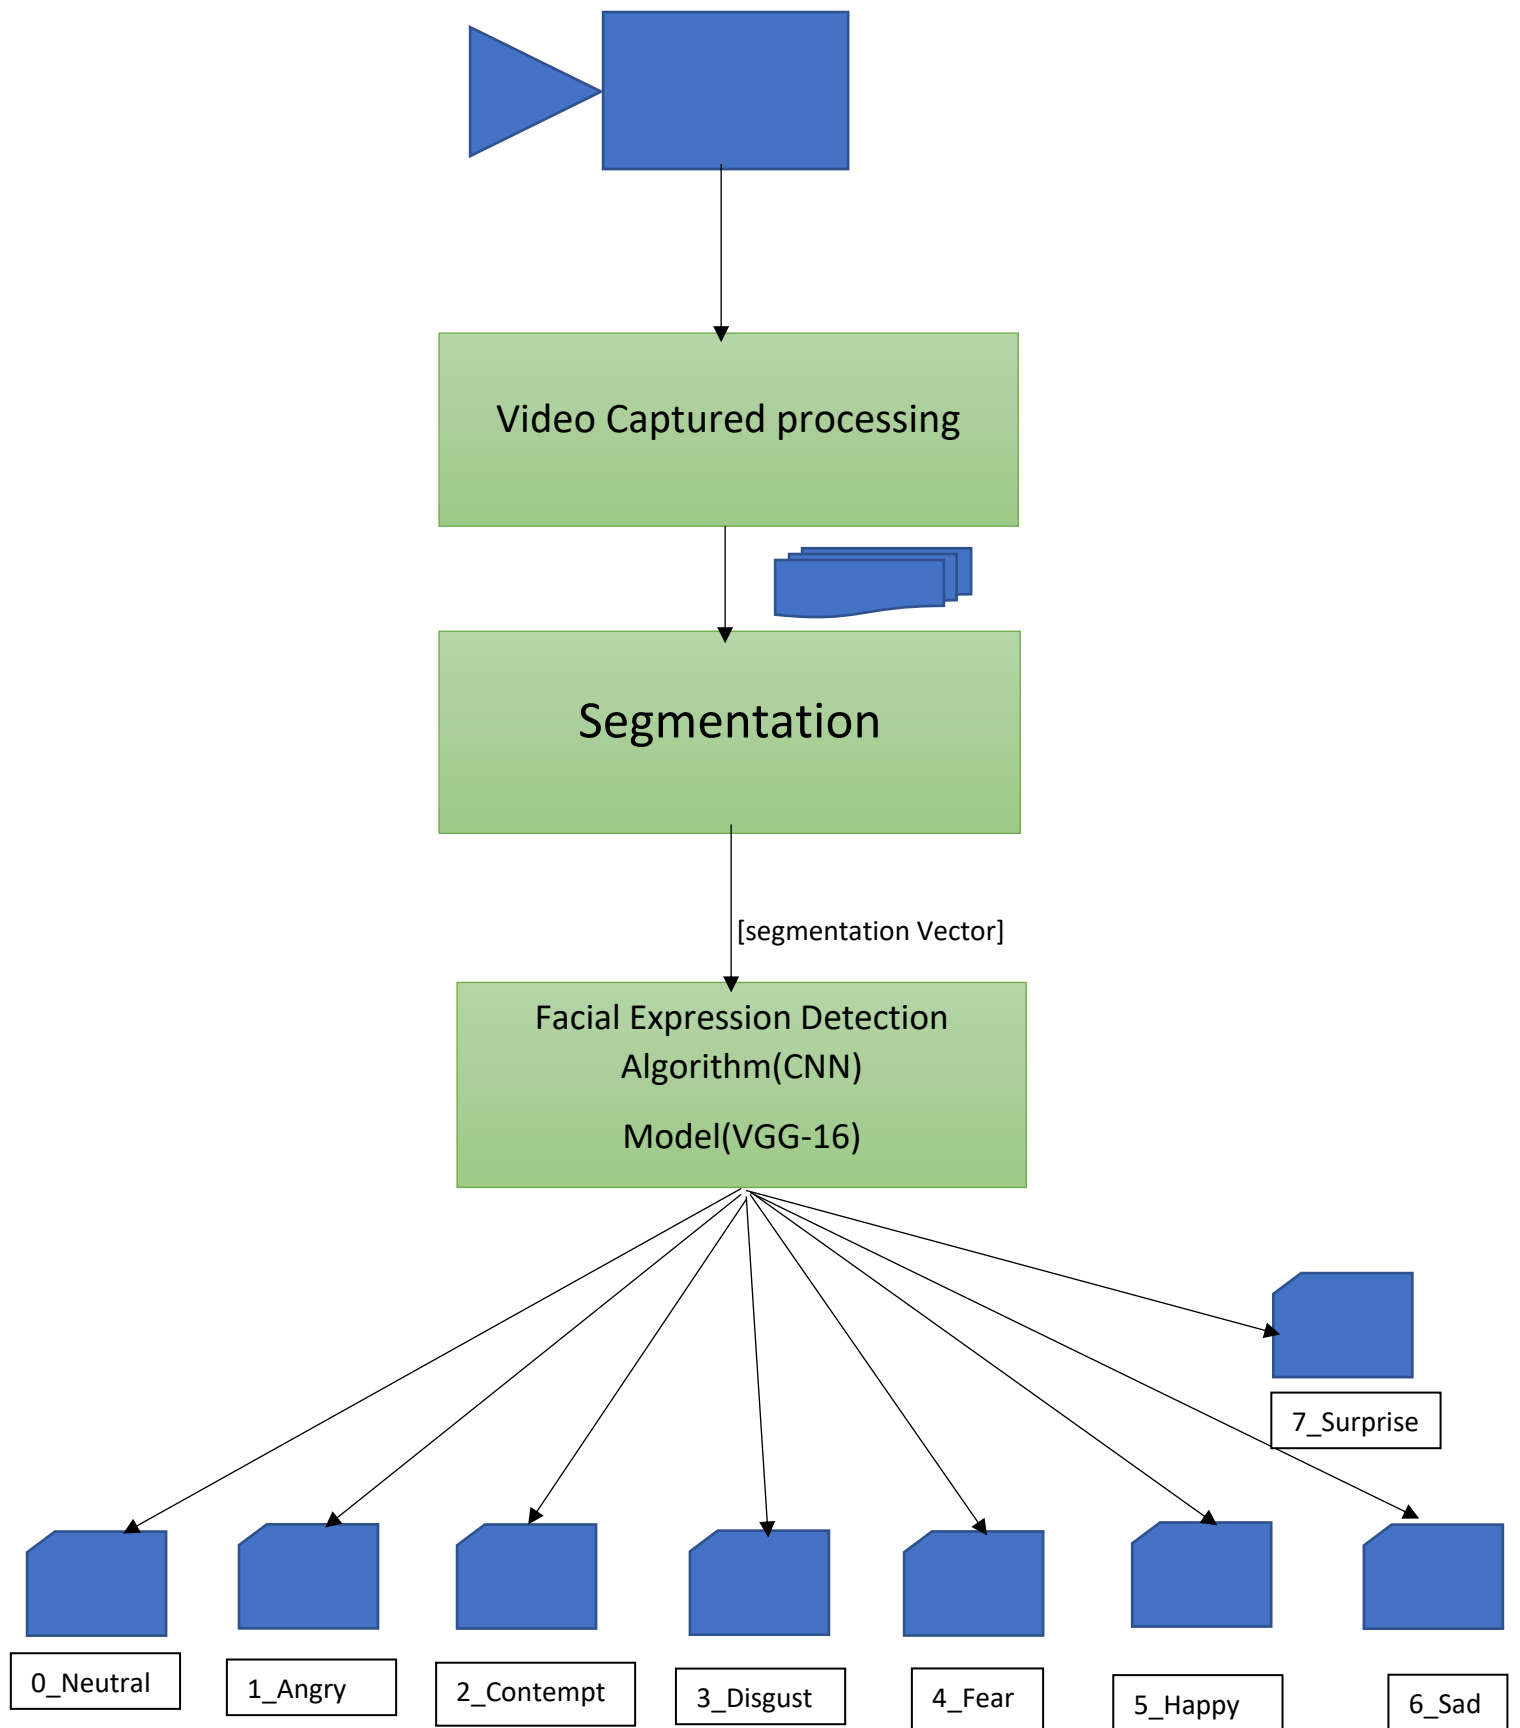 Video Captured processing
Segmentation
[segmentation Vector]
Facial Expression Detection
Algorithm(CNN)
Model(VGG-16)
7_Surprise
0_Neutral
1_Angry
2_Contempt
3_Disgust
4_Fear
5_Happy
6_Sad